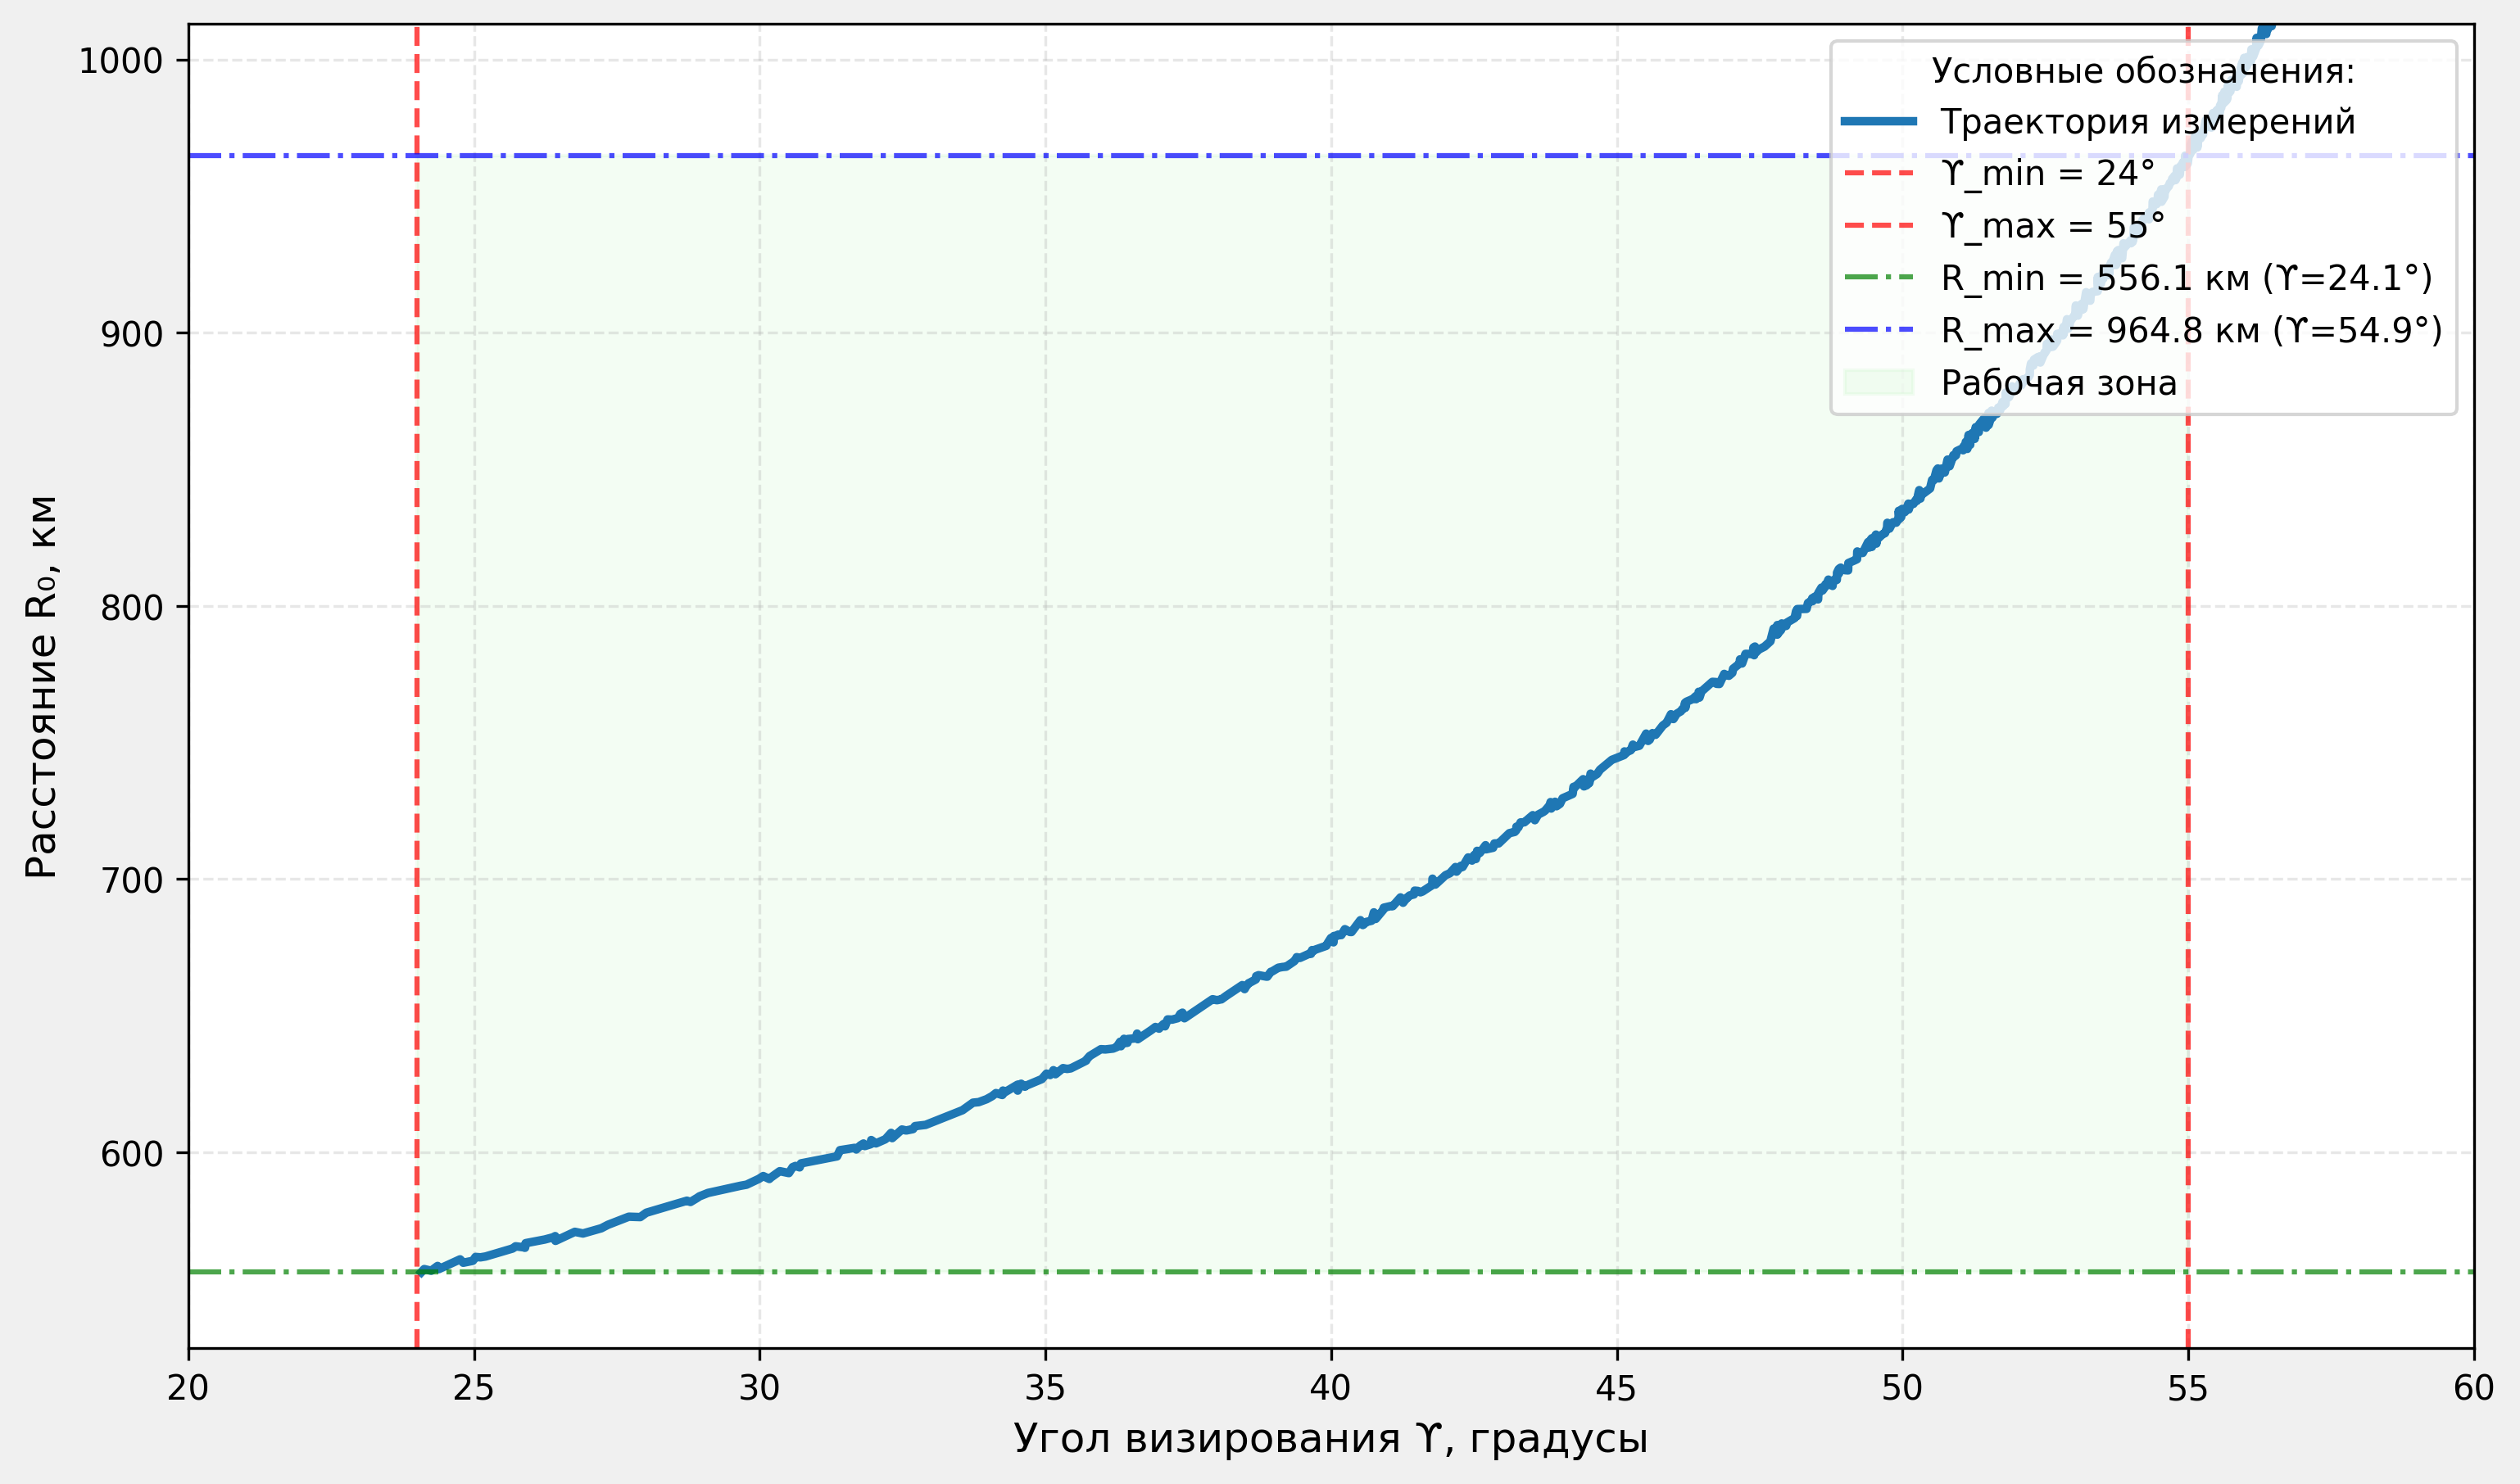 Условные обозначения:
Траектория измерений
ϒ_min = 24°
ϒ_max = 55°
R_min = 556.1 км (ϒ=24.1°)
R_max = 964.8 км (ϒ=54.9°)
Рабочая зона
Расстояние R₀, км
1000
900
800
700
600
20 25 30 35 40 45 50 55 60
Угол визирования ϒ, градусы